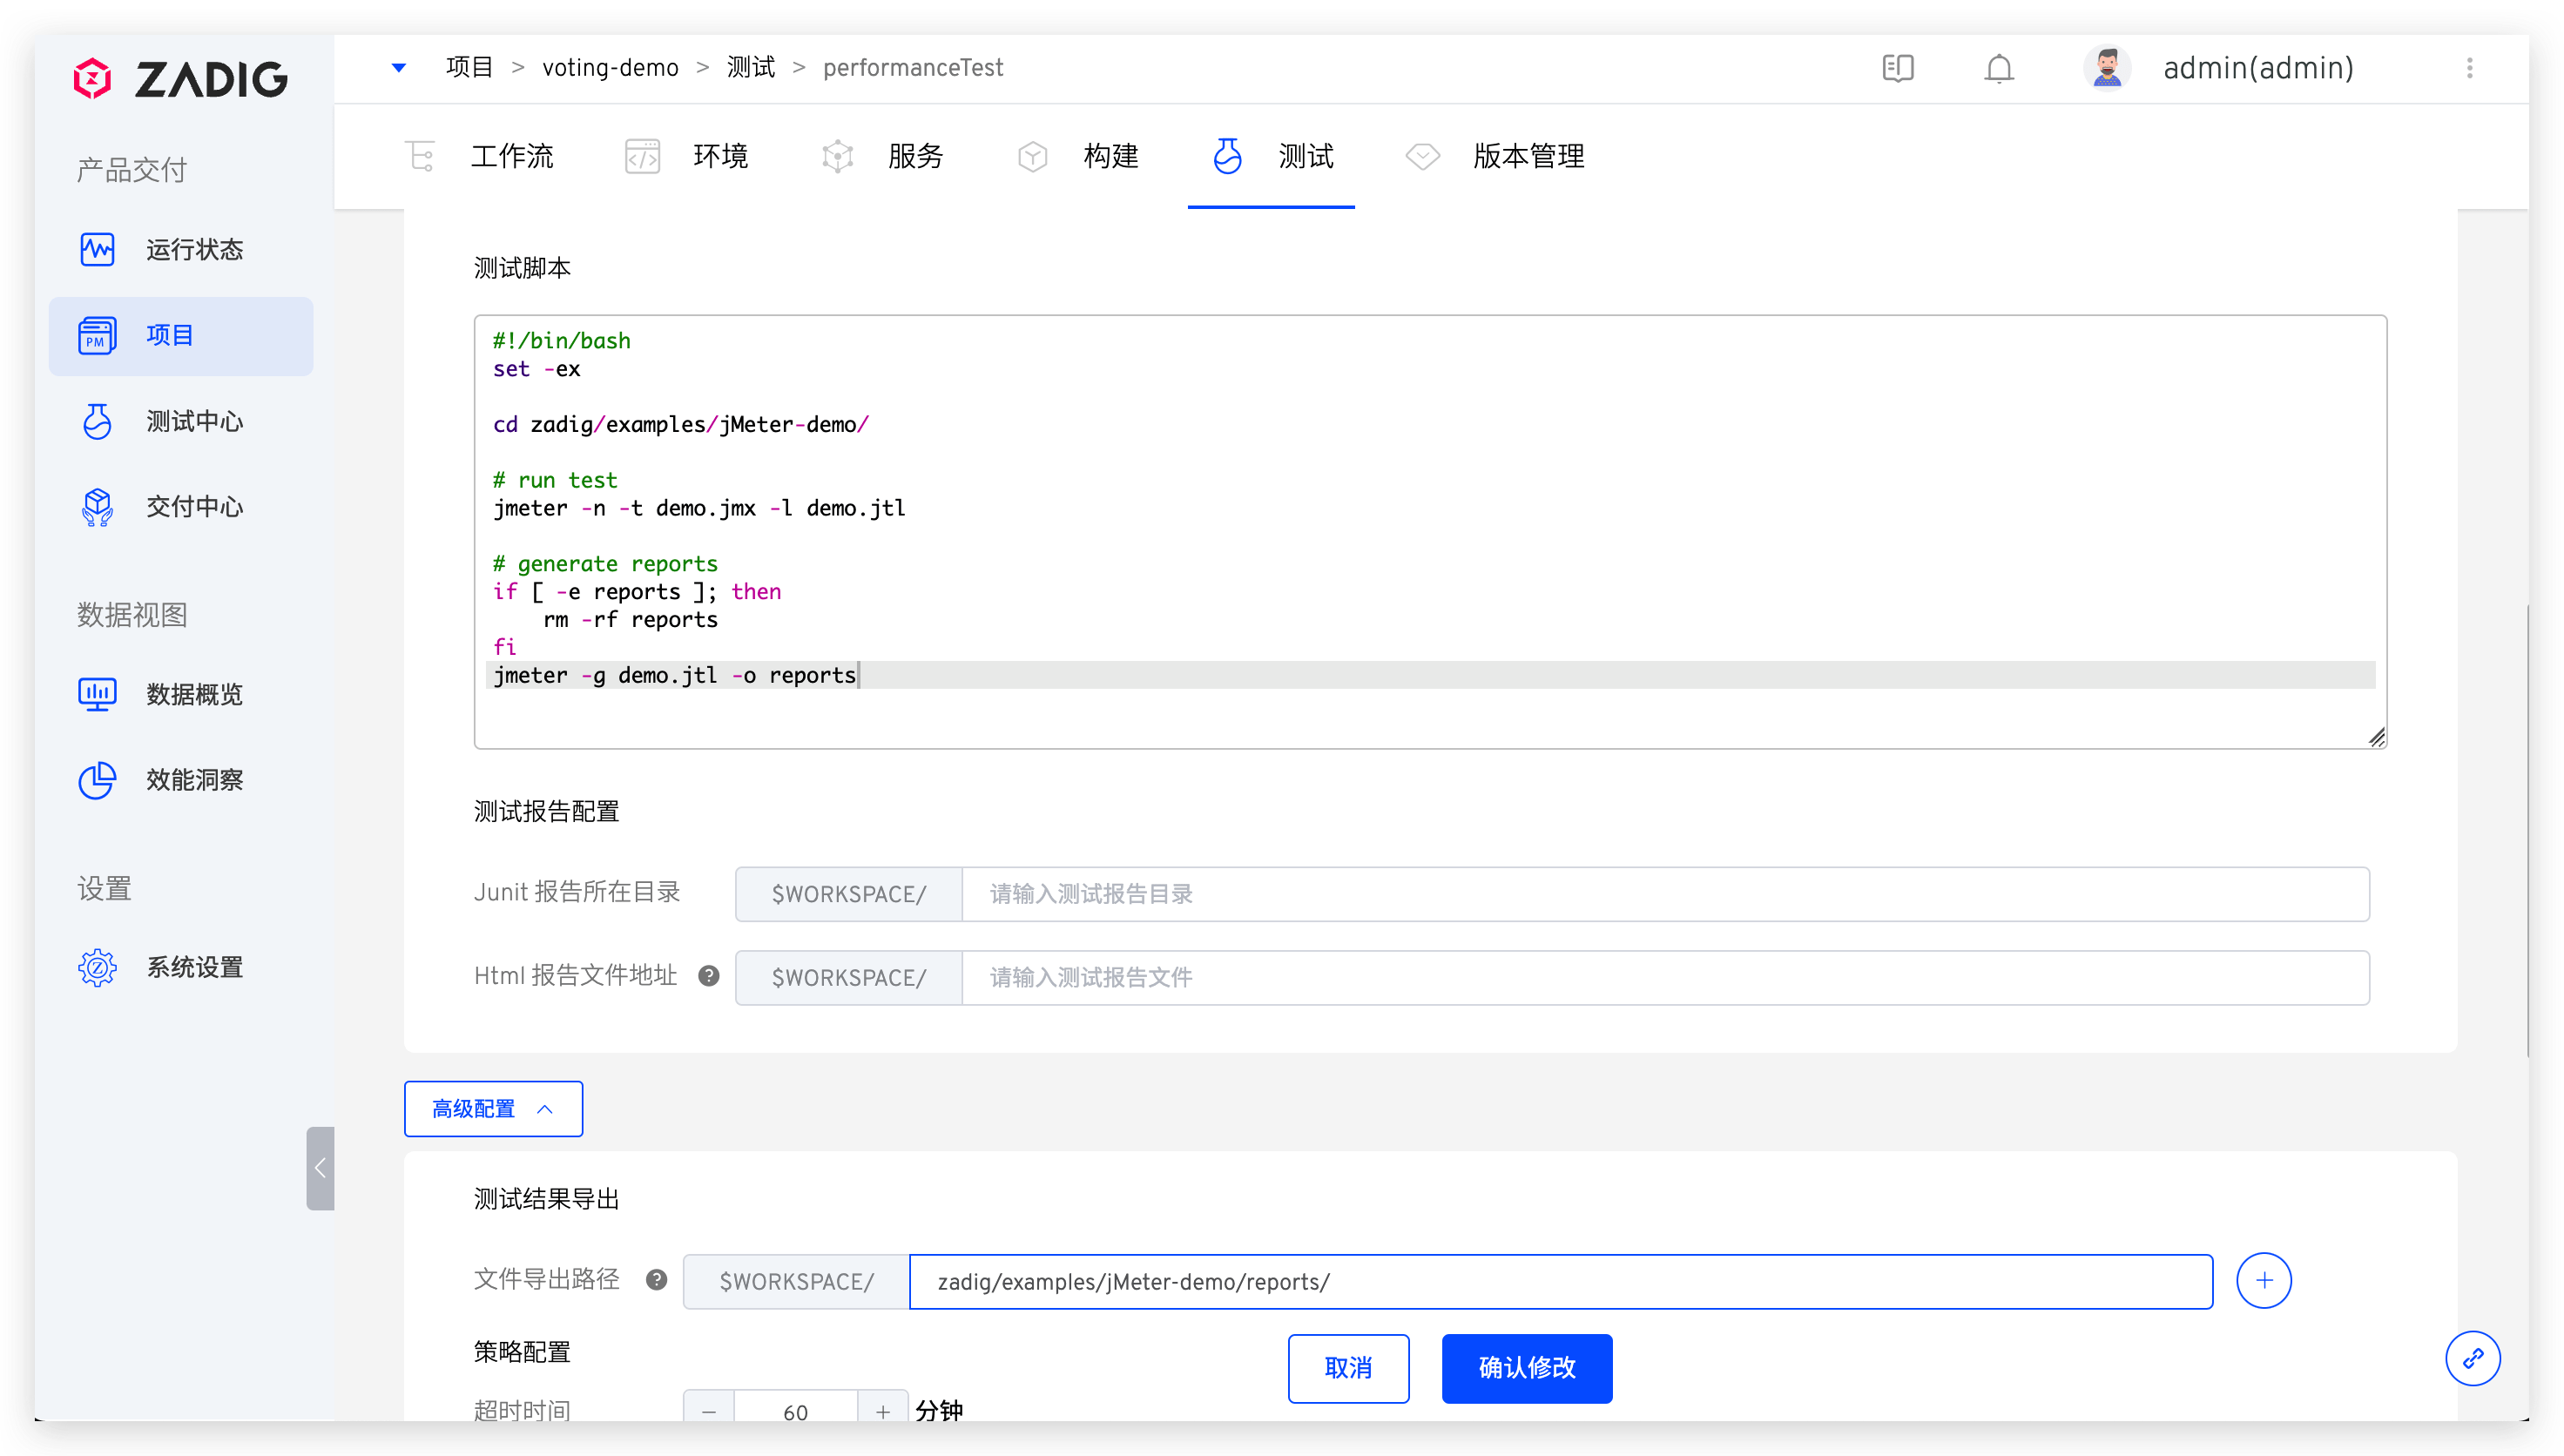 ZADIG
项目 > voting-demo > 测试 > performanceTest
admin(admin)
产品交付
运行状态
PM
项目
测试中心
交付中心
数据视图
数据概览
效能洞察
设置
系统设置
工作流
环境
服务
构建
测试
版本管理
测试脚本
#!/bin/bash
set -ex
cd zadig/examples/jMeter-demo/
# run test
jmeter -n -t demo.jmx -l demo.jtl
# generate reports
if [ -e reports ]; then
    rm -rf reports
fi
jmeter -g demo.jtl -o reports
测试报告配置
Junit 报告所在目录 $WORKSPACE/ 请输入测试报告目录
Html 报告文件地址 ? $WORKSPACE/ 请输入测试报告文件
高级配置
测试结果导出
文件导出路径 ? $WORKSPACE/ zadig/examples/jMeter-demo/reports/ +
策略配置
取消 确认修改
超时时间 − 60 + 分钟